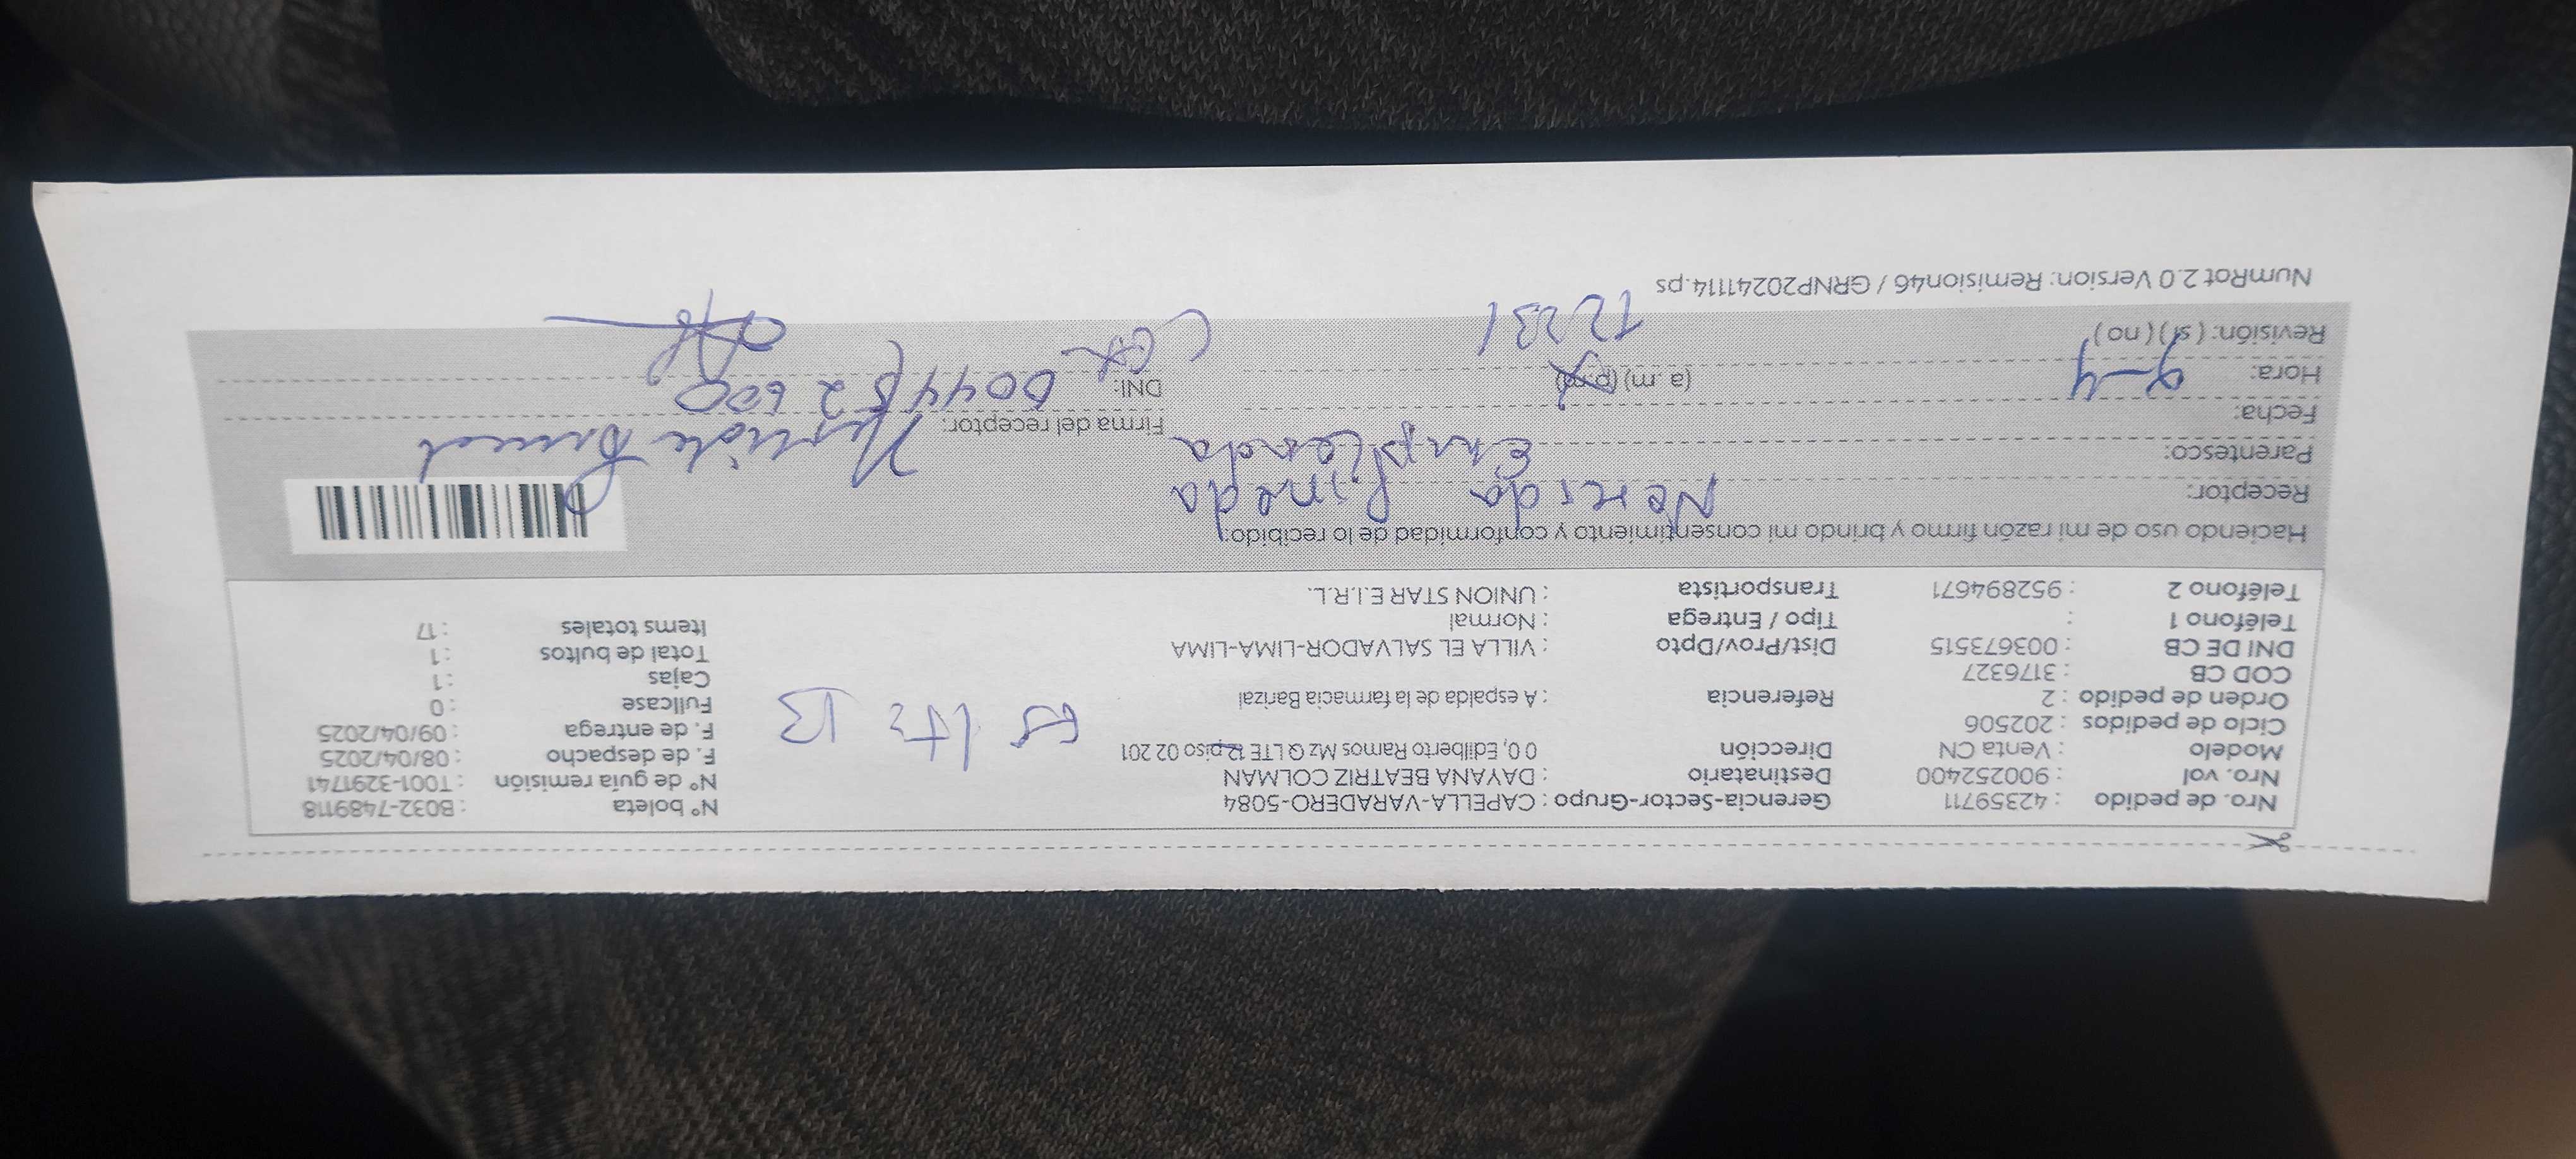 Nro. de pedido : 42359711 Gerencia-Sector-Grupo : CAPELLA-VARADERO-5084 N° boleta : B032-7489118
Nro. vol : 900252400 Destinatario : DAYANA BEATRIZ COLMAN N° de guía remisión : T001-3291741
Modelo : Venta CN Dirección 0 0, Edilberto Ramos Mz Q LTE 12 piso 02 201 F. de despacho : 08/04/2025
Ciclo de pedidos : 202506 F. de entrega : 09/04/2025
Orden de pedido : 2 Referencia : A espalda de la farmacia Barizal Fullcase : 0
COD CB : 3176327 Cajas : 1
DNI DE CB : 003673515 Dist/Prov/Dpto : VILLA EL SALVADOR-LIMA-LIMA Total de bultos : 1
Teléfono 1 : Tipo / Entrega : Normal Items totales : 17
Teléfono 2 : 952894671 Transportista : UNION STAR E.I.R.L.
Haciendo uso de mi razón firmo y brindo mi consentimiento y conformidad de lo recibido:
Receptor: Nereida Pineda
Parentesco: Empleada
Fecha: 9-4 Firma del receptor:
Hora: (a. m) (p.m) DNI:
Revisión: ( sí ) ( no ) 12 231
NumRot 2.0 Version: Remision46 / GRNP20241114.ps